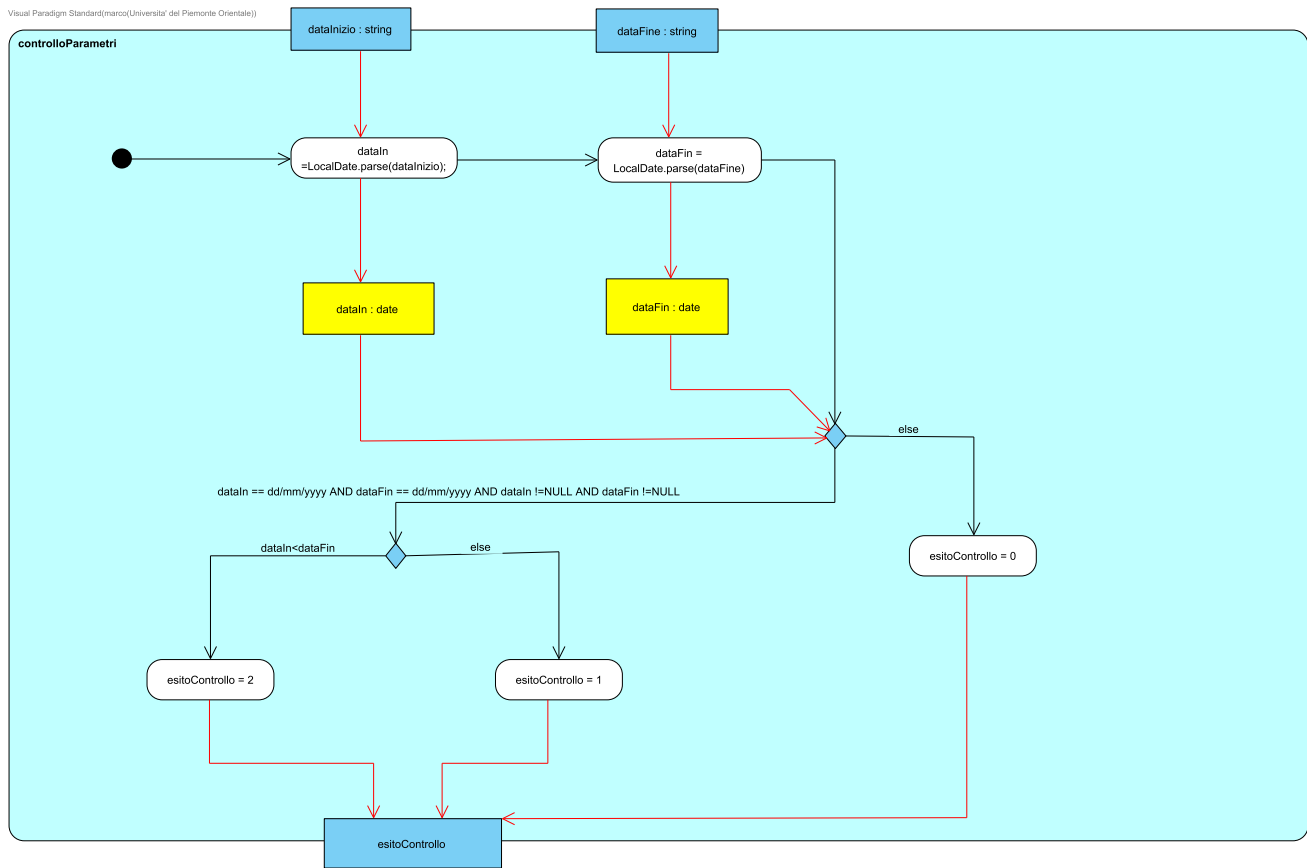 Visual Paradigm Standard(marco(Universita' del Piemonte Orientale))
dataInizio : string
dataFine : string
controlloParametri
dataIn
=LocalDate.parse(dataInizio);
dataFin =
LocalDate.parse(dataFine)
dataIn : date
dataFin : date
else
dataIn == dd/mm/yyyy AND dataFin == dd/mm/yyyy AND dataIn !=NULL AND dataFin !=NULL
dataIn<dataFin
else
esitoControllo = 0
esitoControllo = 2
esitoControllo = 1
esitoControllo